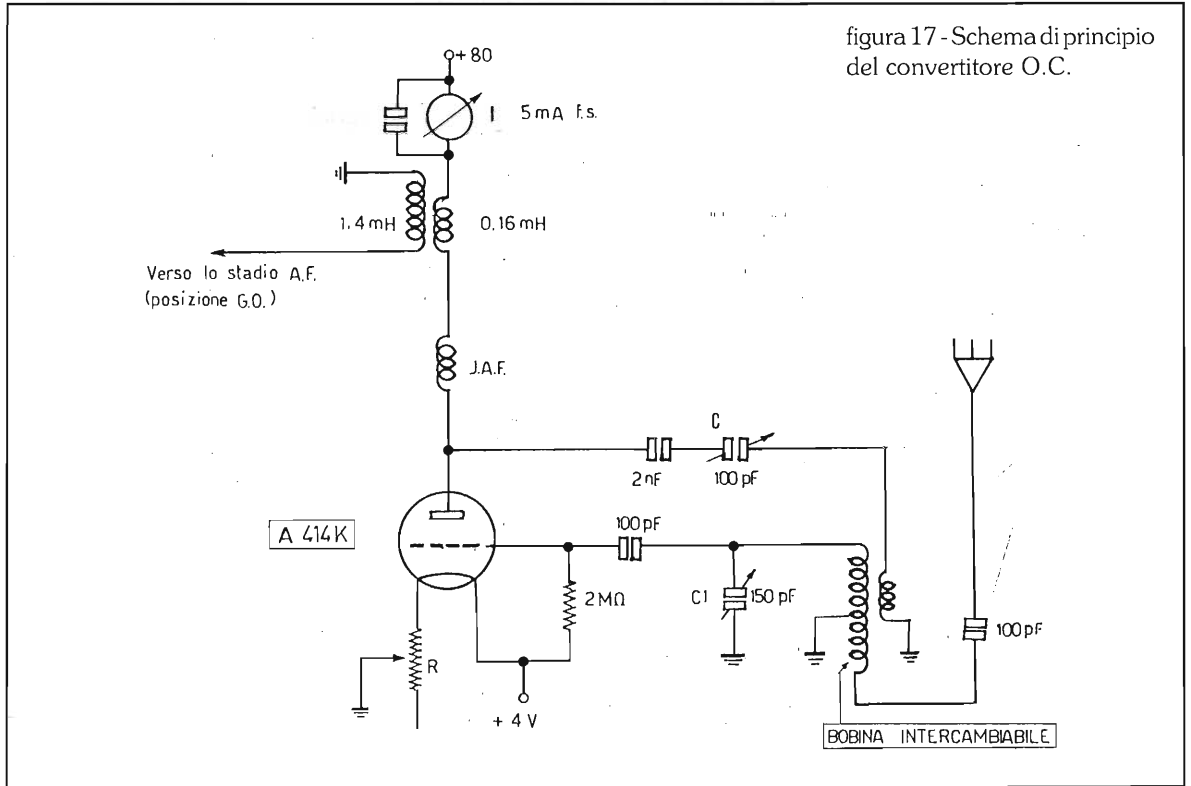 figura 17 - Schema di principio
del convertitore O.C.
+ 80
I 5 mA f.s.
1,4 mH
0,16 mH
Verso lo stadio A.F.
(posizione G.O.)
J.A.F.
C
2 nF
100 pF
A 414K
100 pF
2 MΩ
C1 150 pF
100 pF
R
+ 4 V
BOBINA INTERCAMBIABILE